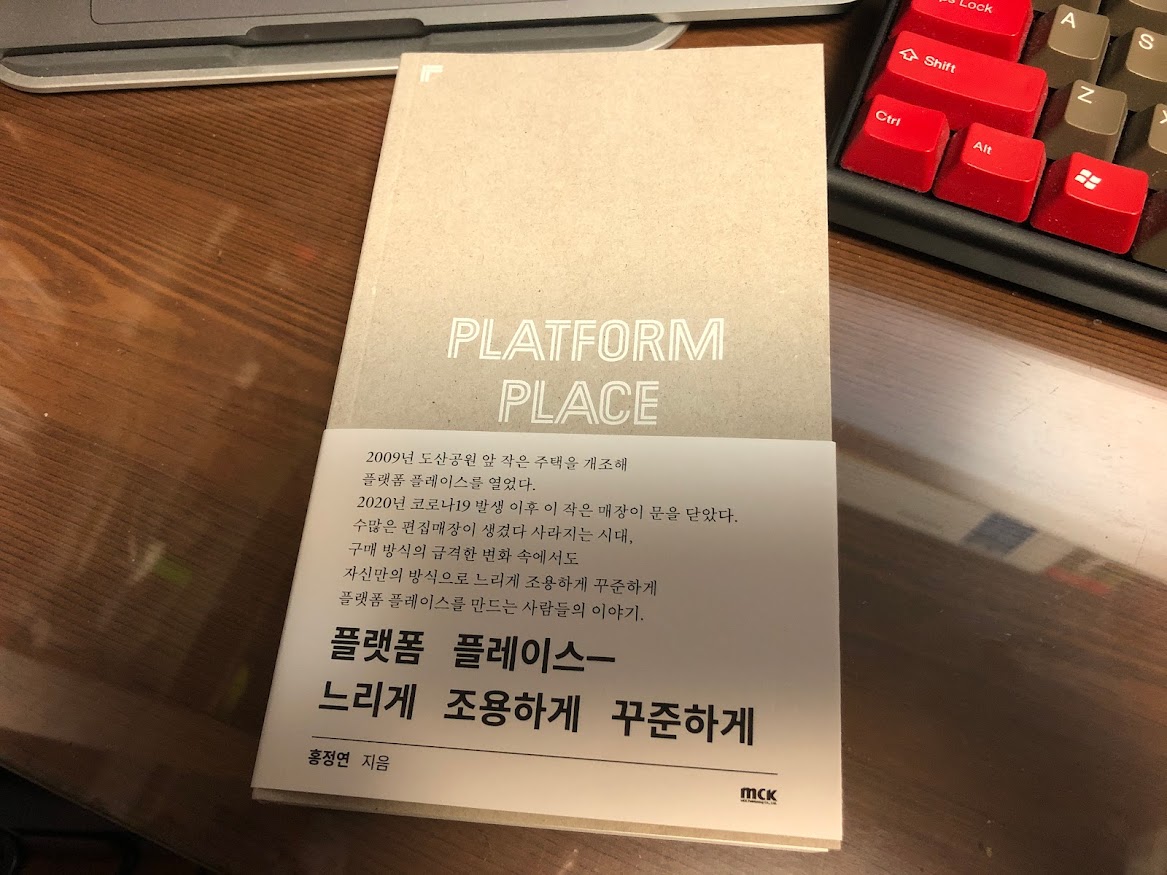 PLATFORM
PLACE
2009년 도산공원 앞 작은 주택을 개조해
플랫폼 플레이스를 열었다.
2020년 코로나19 발생 이후 이 작은 매장이 문을 닫았다.
수많은 편집매장이 생겼다 사라지는 시대,
구매 방식의 급격한 변화 속에서도
자신만의 방식으로 느리게 조용하게 꾸준하게
플랫폼 플레이스를 만드는 사람들의 이야기.
플랫폼 플레이스—
느리게 조용하게 꾸준하게
홍정연 지음
MCK
Lock
A
S
Shift
Z
Ctrl
Alt